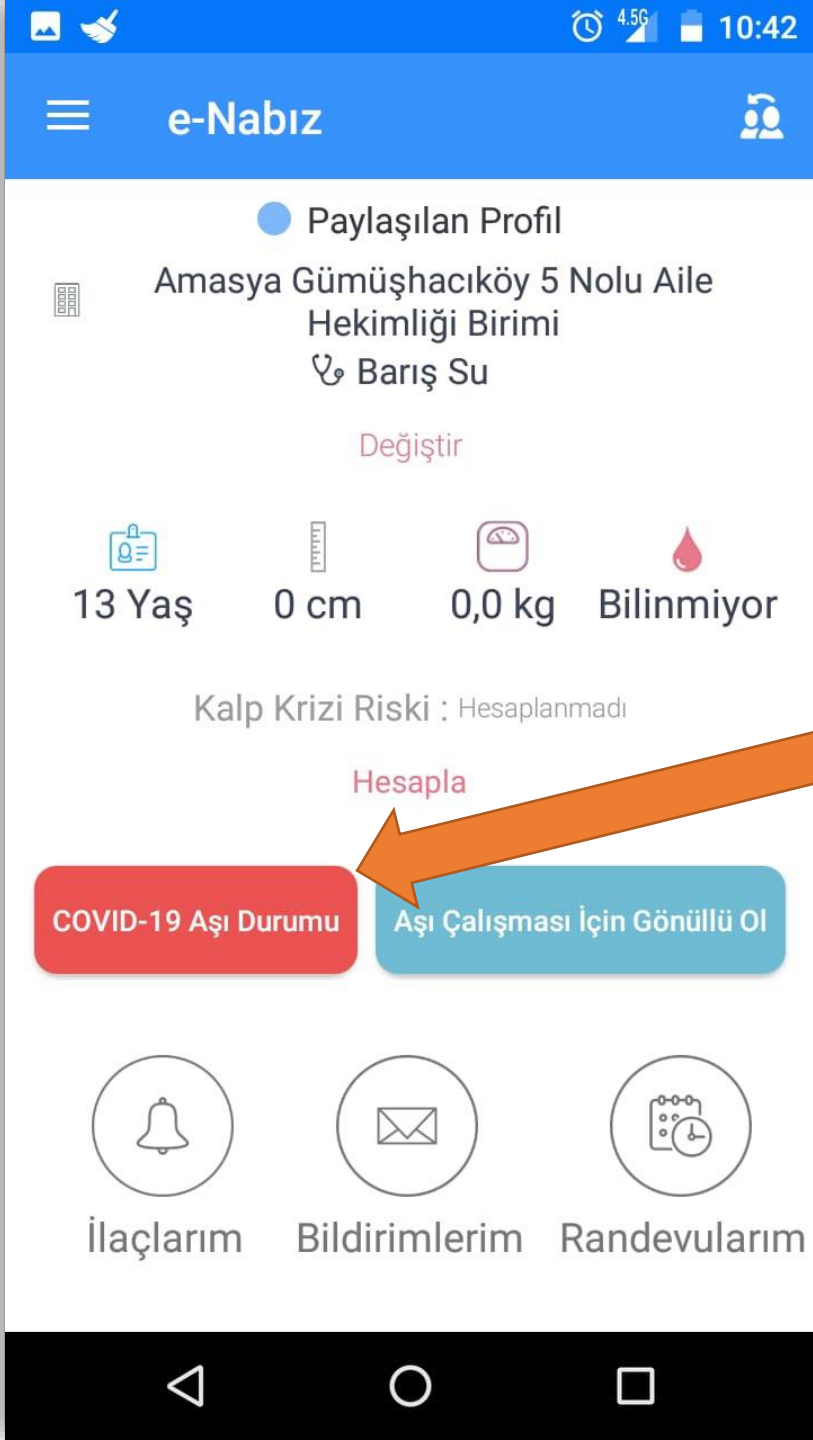 4.5G 10:42
e-Nabız
Paylaşılan Profil
Amasya Gümüşhacıköy 5 Nolu Aile
Hekimliği Birimi
Barış Su
Değiştir
13 Yaş 0 cm 0,0 kg Bilinmiyor
Kalp Krizi Riski : Hesaplanmadı
Hesapla
COVID-19 Aşı Durumu Aşı Çalışması İçin Gönüllü Ol
İlaçlarım Bildirimlerim Randevularım